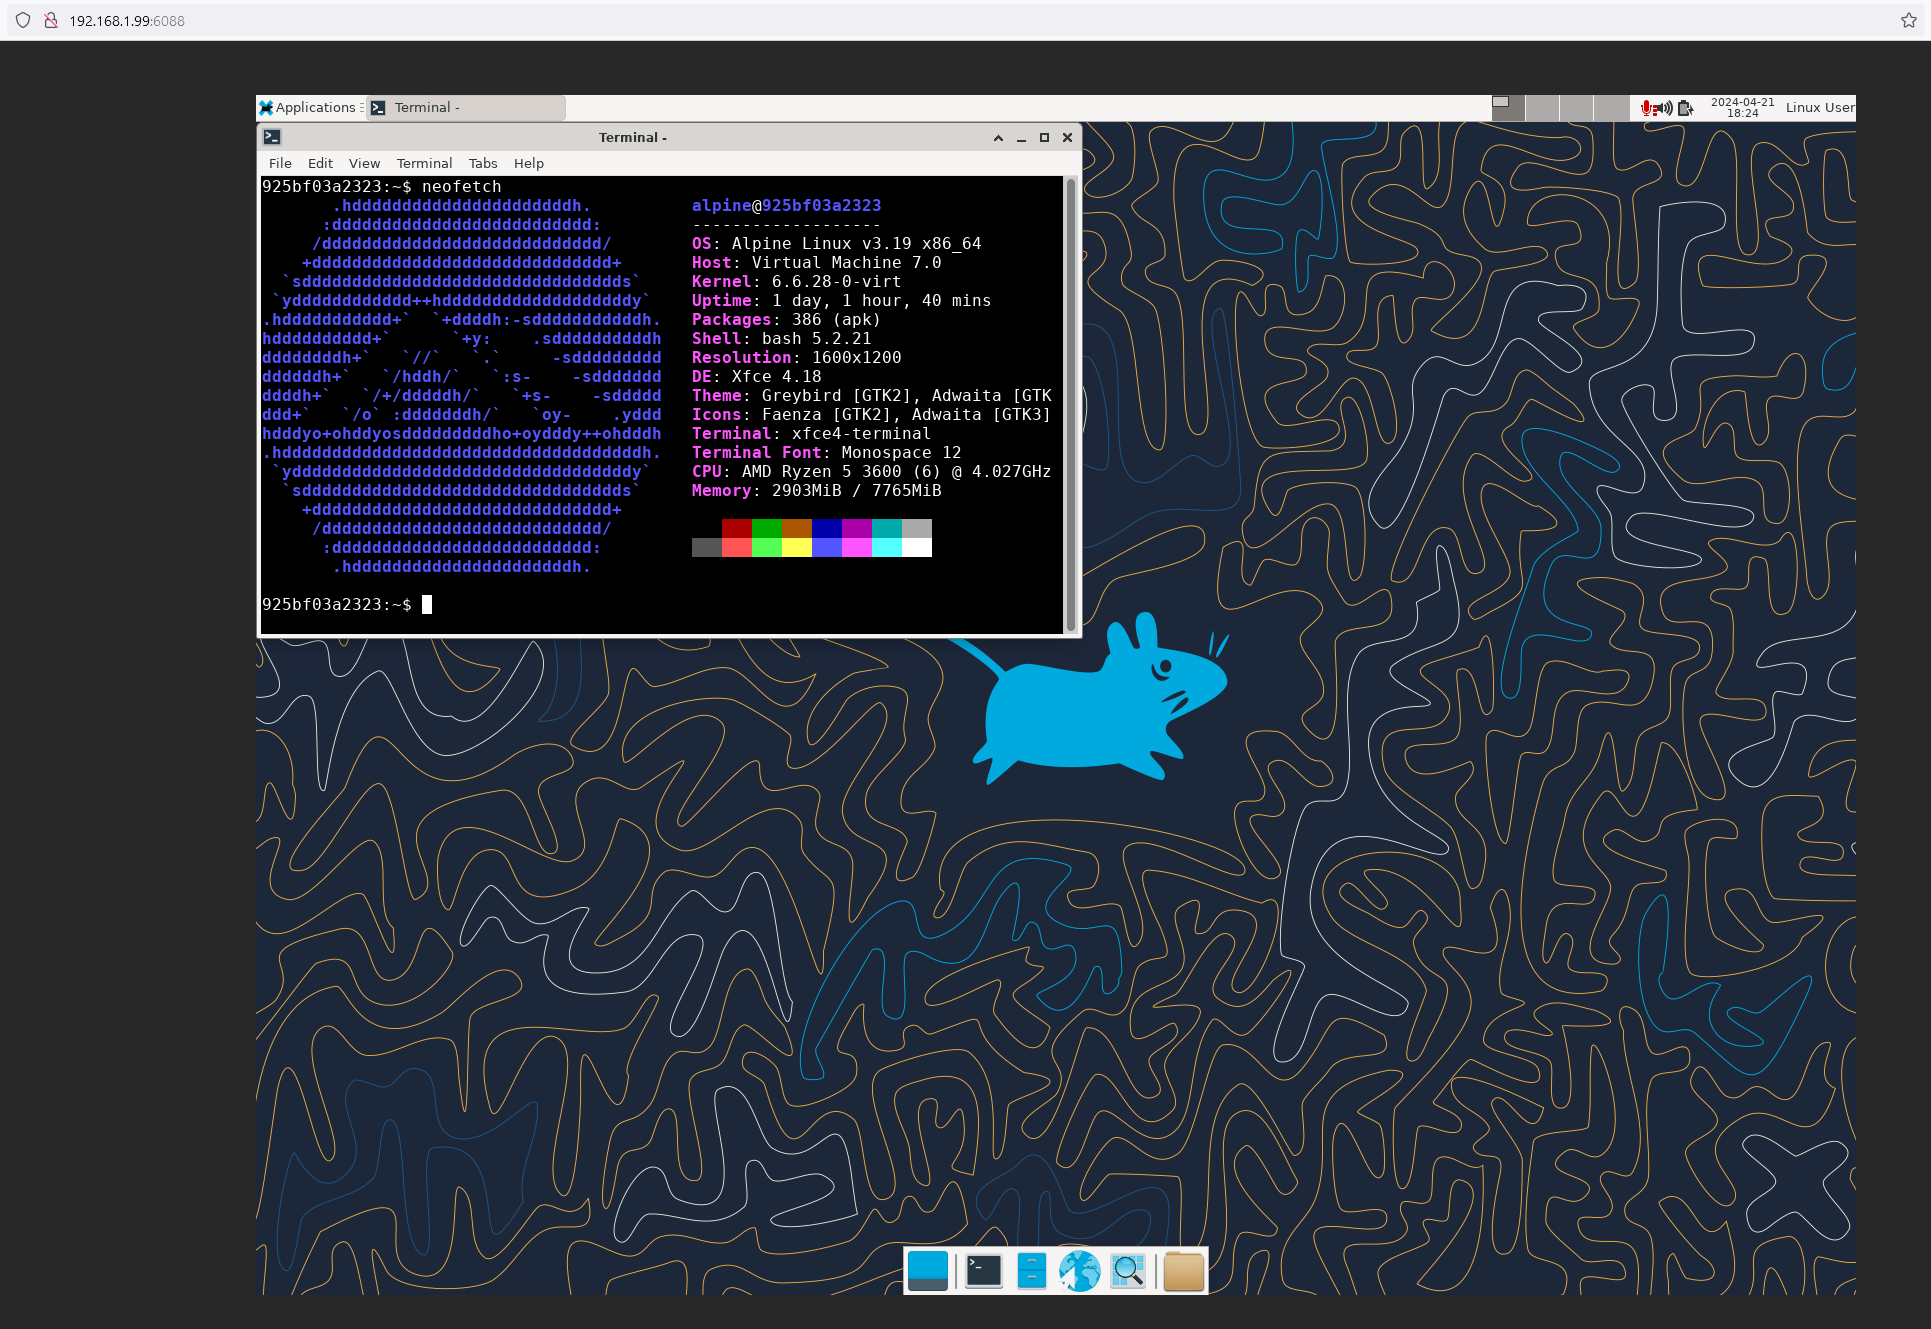 192.168.1.99:6088
Applications
Terminal -
2024-04-21
18:24
Linux User
Terminal -
File Edit View Terminal Tabs Help
925bf03a2323:~$ neofetch
alpine@925bf03a2323
-------------------
OS: Alpine Linux v3.19 x86_64
Host: Virtual Machine 7.0
Kernel: 6.6.28-0-virt
Uptime: 1 day, 1 hour, 40 mins
Packages: 386 (apk)
Shell: bash 5.2.21
Resolution: 1600x1200
DE: Xfce 4.18
Theme: Greybird [GTK2], Adwaita [GTK
Icons: Faenza [GTK2], Adwaita [GTK3]
Terminal: xfce4-terminal
Terminal Font: Monospace 12
CPU: AMD Ryzen 5 3600 (6) @ 4.027GHz
Memory: 2903MiB / 7765MiB
925bf03a2323:~$